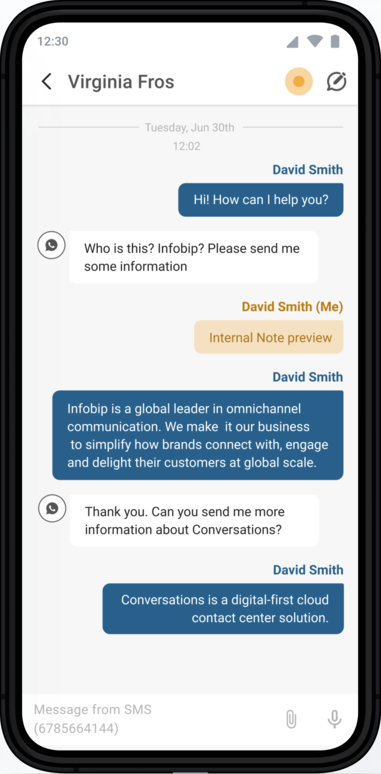 12:30
Virginia Fros
Tuesday, Jun 30th
12:02
David Smith
Hi! How can I help you?
Who is this? Infobip? Please send me
some information
David Smith (Me)
Internal Note preview
David Smith
Infobip is a global leader in omnichannel
communication. We make  it our business
to simplify how brands connect with, engage
and delight their customers at global scale.
Thank you. Can you send me more
information about Conversations?
David Smith
Conversations is a digital-first cloud
contact center solution.
Message from SMS
(6785664144)